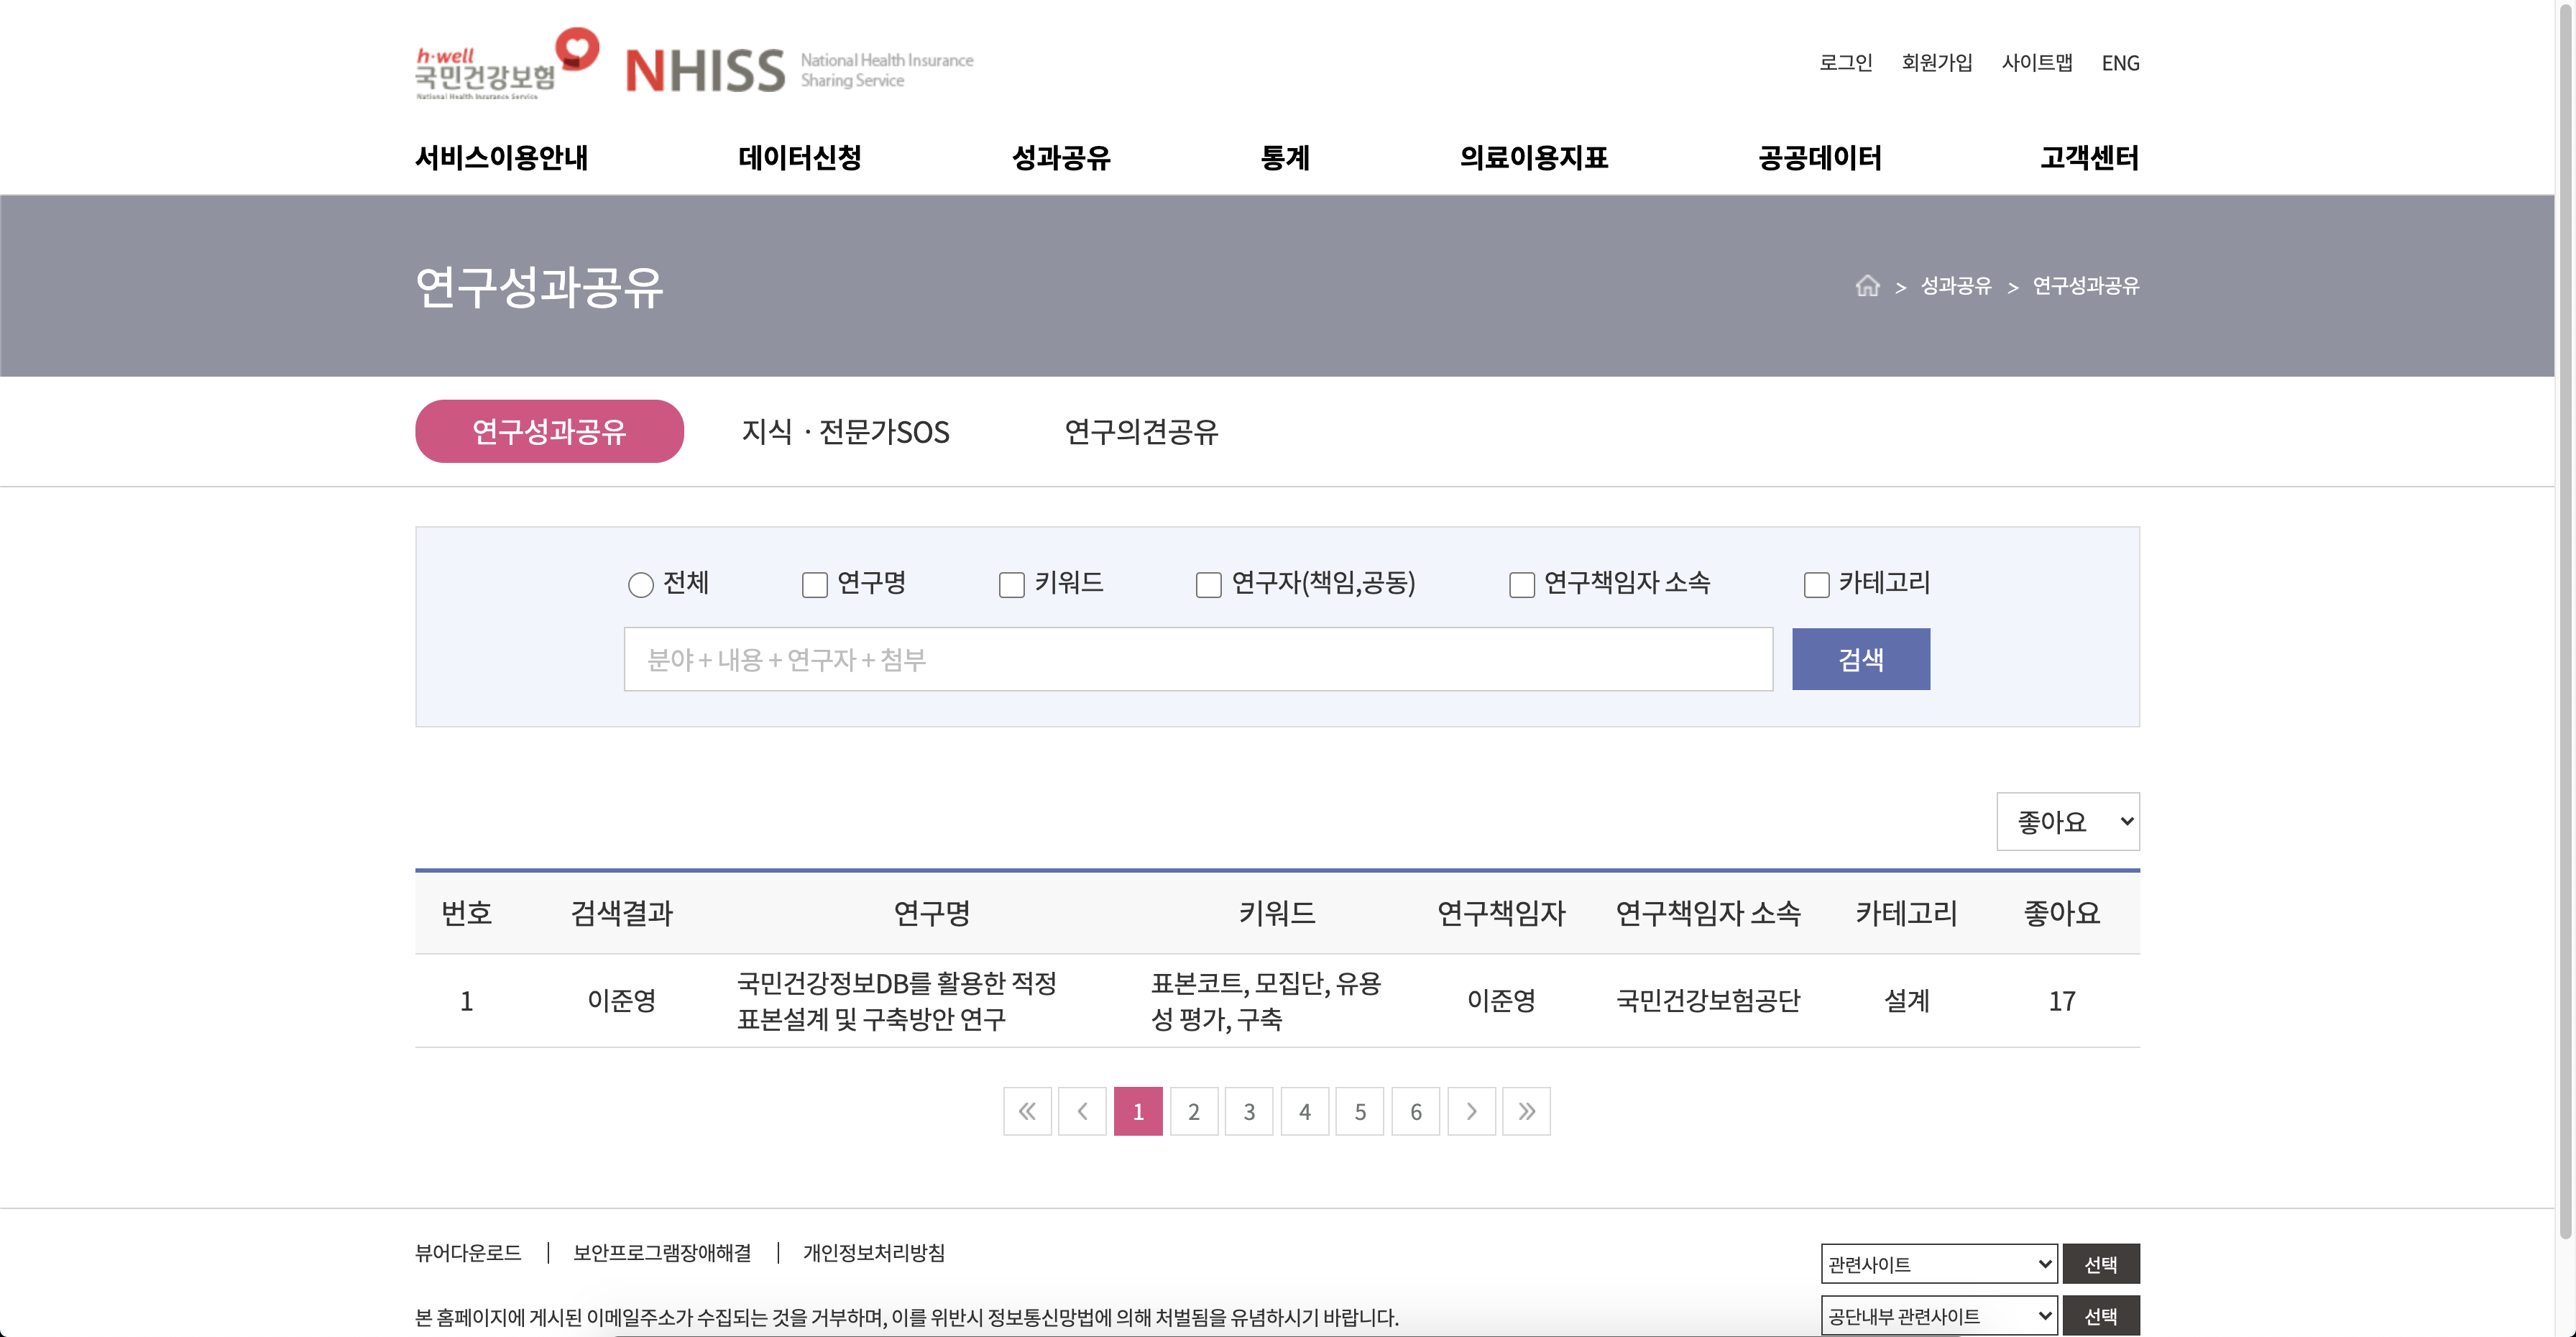 h·well
국민건강보험
National Health Insurance Service
NHISS
National Health Insurance
Sharing Service
로그인 회원가입 사이트맵 ENG
서비스이용안내 데이터신청 성과공유 통계 의료이용지표 공공데이터 고객센터
연구성과공유
> 성과공유 > 연구성과공유
연구성과공유 지식 · 전문가SOS 연구의견공유
전체 연구명 키워드 연구자(책임,공동) 연구책임자 소속 카테고리
분야 + 내용 + 연구자 + 첨부 검색
좋아요
번호 검색결과 연구명 키워드 연구책임자 연구책임자 소속 카테고리 좋아요
1 이준영 국민건강정보DB를 활용한 적정 표본코트, 모집단, 유용 이준영 국민건강보험공단 설계 17
표본설계 및 구축방안 연구 성 평가, 구축
« < 1 2 3 4 5 6 > »
뷰어다운로드 | 보안프로그램장애해결 | 개인정보처리방침
관련사이트 선택
본 홈페이지에 게시된 이메일주소가 수집되는 것을 거부하며, 이를 위반시 정보통신망법에 의해 처벌됨을 유념하시기 바랍니다.
공단내부 관련사이트 선택